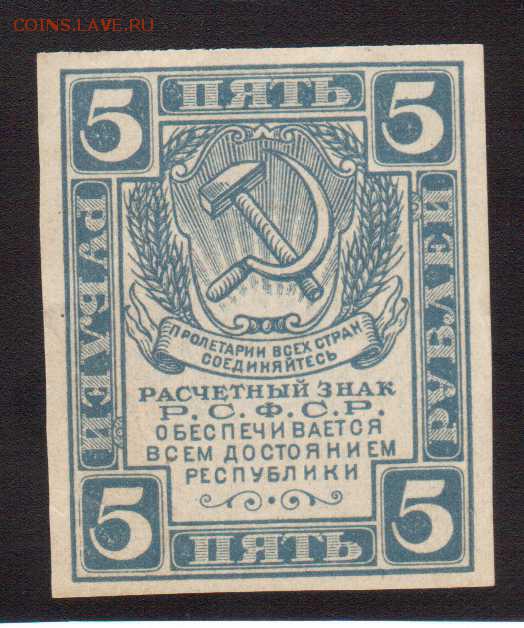 COINS.LAVE.RU
5 ПЯТЬ 5
РУБЛЕЙ
РУБЛЕЙ
ПРОЛЕТАРИИ ВСЕХ СТРАН
СОЕДИНЯЙТЕСЬ
РАСЧЕТНЫЙ ЗНАК
Р.С.Ф.С.Р.
ОБЕСПЕЧИВАЕТСЯ
ВСЕМ ДОСТОЯНИЕМ
РЕСПУБЛИКИ
5 ПЯТЬ 5